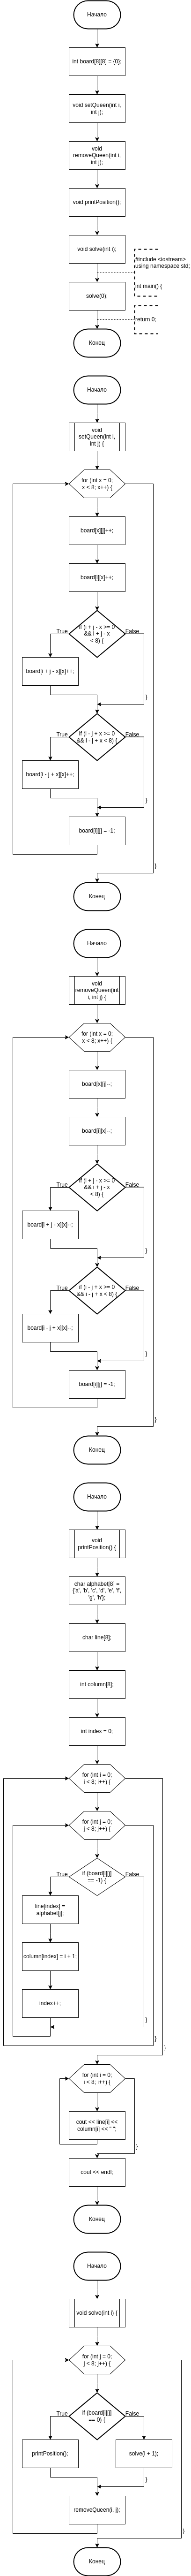 Начало
int board[8][8] = {0};
void setQueen(int i,
int j);
void
removeQueen(int i,
int j);
void printPosition();
void solve(int i);
#include <iostream>
using namespace std;
int main() {
solve(0);
return 0;
Конец
Начало
void
setQueen(int i,
int j) {
for (int x = 0;
x < 8; x++) {
board[x][j]++;
board[i][x]++;
if (i + j - x >= 0
&& i + j - x
< 8) {
True
False
board[i + j - x][x]++;
}
if (i - j + x >= 0
&& i - j + x < 8) {
True
False
board[i - j + x][x]++;
}
board[i][j] = -1;
}
Конец
Начало
void
removeQueen(int
i, int j) {
for (int x = 0;
x < 8; x++) {
board[x][j]--;
board[i][x]--;
if (i + j - x >= 0
&& i + j - x
< 8) {
True
False
board[i + j - x][x]--;
}
if (i - j + x >= 0
&& i - j + x < 8) {
True
False
board[i - j + x][x]--;
}
board[i][j] = -1;
}
Конец
Начало
void
printPosition() {
char alphabet[8] =
{'a', 'b', 'c', 'd', 'e', 'f',
'g', 'h'};
char line[8];
int column[8];
int index = 0;
for (int i = 0;
i < 8; i++) {
for (int j = 0;
j < 8; j++) {
if (board[i][j]
== -1) {
True
False
line[index] =
alphabet[j];
column[index] = i + 1;
index++;
}
}
}
for (int i = 0;
i < 8; i++) {
cout << line[i] <<
column[i] << " ";
}
cout << endl;
Конец
Начало
void solve(int i) {
for (int j = 0;
j < 8; j++) {
if (board[i][j]
== 0) {
True
False
printPosition();
solve(i + 1);
}
removeQueen(i, j);
}
Конец